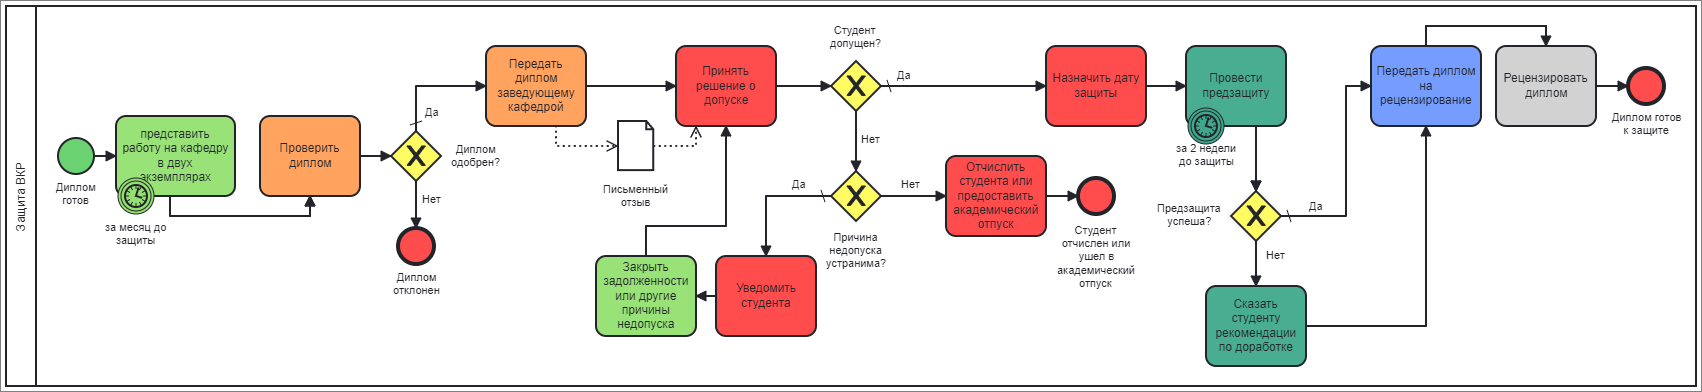 Защита ВКР
Диплом
готов
представить
работу на кафедру
в двух
экземплярах
за месяц до
защиты
Проверить
диплом
Диплом
одобрен?
Да
Нет
Диплом
отклонен
Передать
диплом
заведующему
кафедрой
Письменный
отзыв
Принять
решение о
допуске
Студент
допущен?
Да
Нет
Причина
недопуска
устранима?
Да
Нет
Уведомить
студента
Закрыть
задолженности
или другие
причины
недопуска
Отчислить
студента или
предоставить
академический
отпуск
Студент
отчислен или
ушел в
академический
отпуск
Назначить дату
защиты
Провести
предзащиту
за 2 недели
до защиты
Предзащита
успеша?
Да
Нет
Сказать
студенту
рекомендации
по доработке
Передать диплом
на
рецензирование
Рецензировать
диплом
Диплом готов
к защите